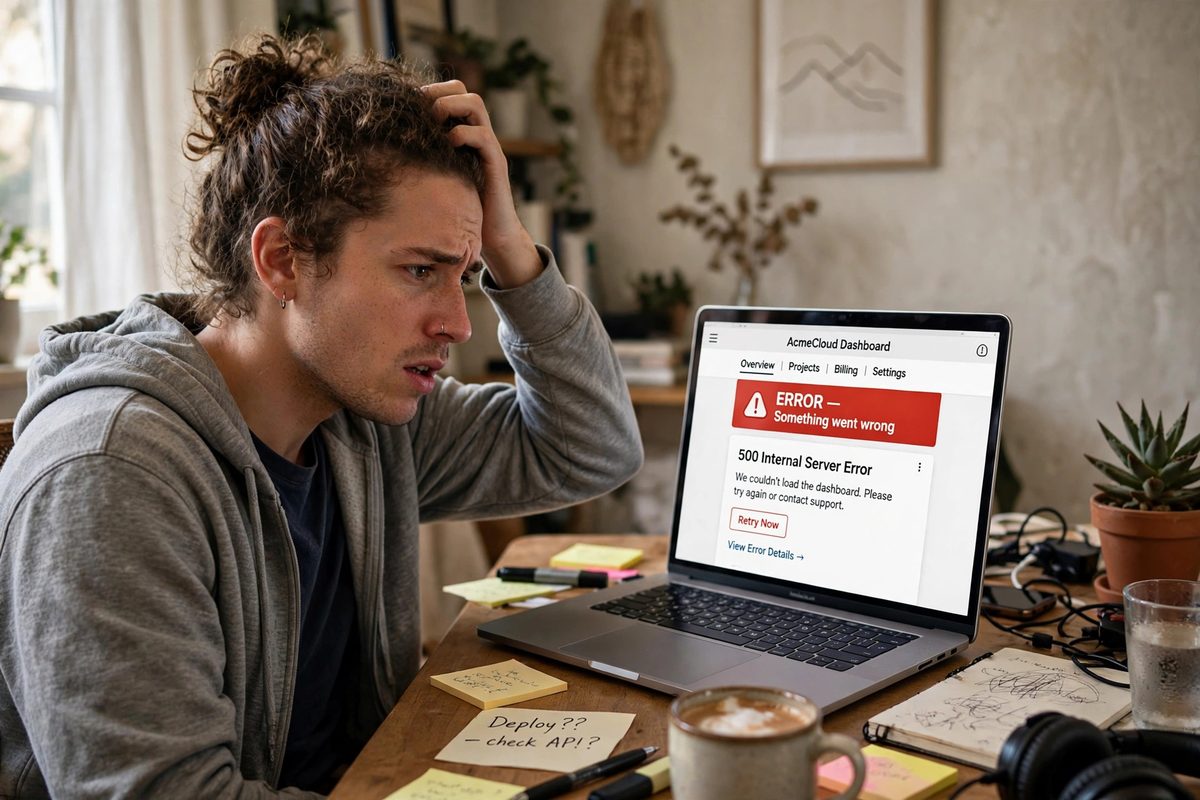 AcmeCloud Dashboard
Overview | Projects | Billing | Settings
ERROR —
Something went wrong
500 Internal Server Error
We couldn't load the dashboard. Please
try again or contact support.
Retry Now
View Error Details →
Deploy??
— check API?